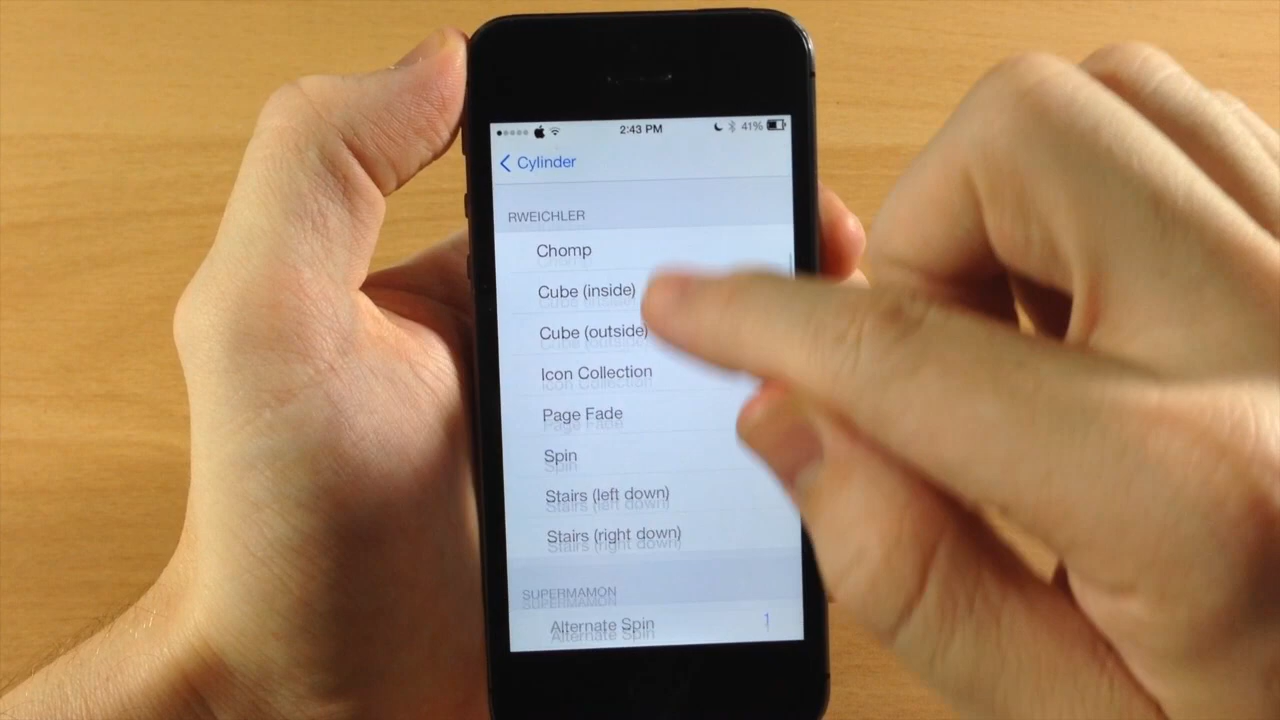 2:43 PM 41%
Cylinder
RWEICHLER
Chomp
Cube (inside)
Cube (outside)
Icon Collection
Page Fade
Spin
Stairs (left down)
Stairs (right down)
SUPERMAMON
Alternate Spin 1